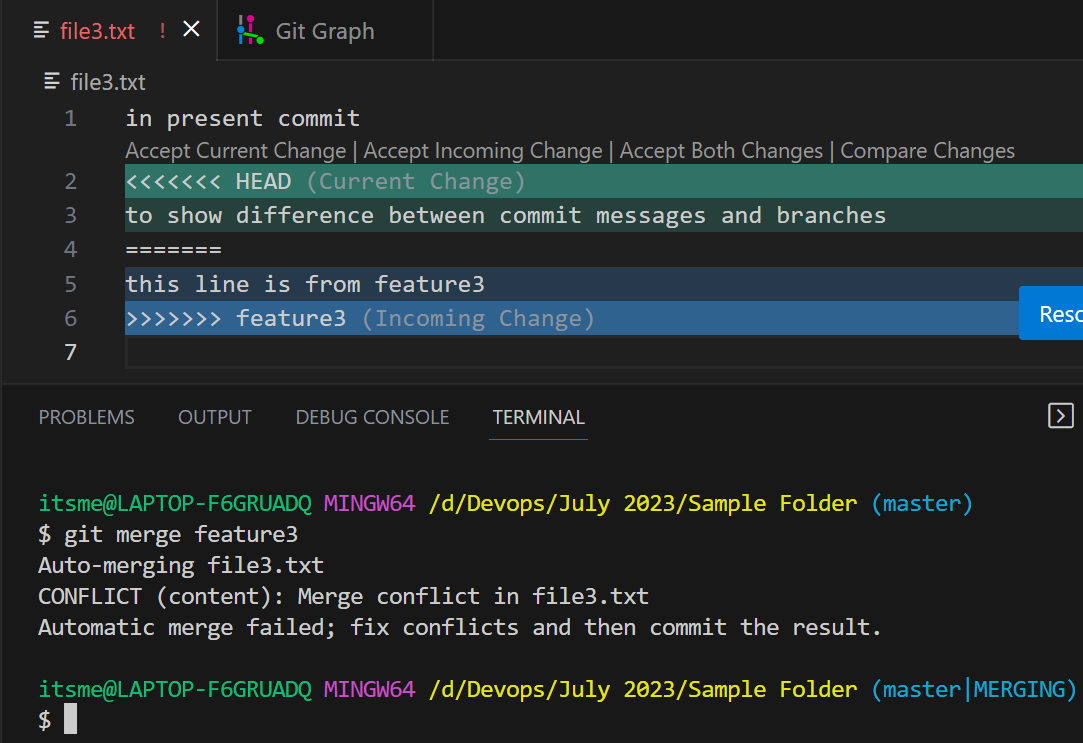 file3.txt ! Git Graph
file3.txt
1 in present commit
Accept Current Change | Accept Incoming Change | Accept Both Changes | Compare Changes
2 <<<<<<< HEAD (Current Change)
3 to show difference between commit messages and branches
4 =======
5 this line is from feature3
6 >>>>>>> feature3 (Incoming Change)
7
PROBLEMS OUTPUT DEBUG CONSOLE TERMINAL
itsme@LAPTOP-F6GRUADQ MINGW64 /d/Devops/July 2023/Sample Folder (master)
$ git merge feature3
Auto-merging file3.txt
CONFLICT (content): Merge conflict in file3.txt
Automatic merge failed; fix conflicts and then commit the result.
itsme@LAPTOP-F6GRUADQ MINGW64 /d/Devops/July 2023/Sample Folder (master|MERGING)
$